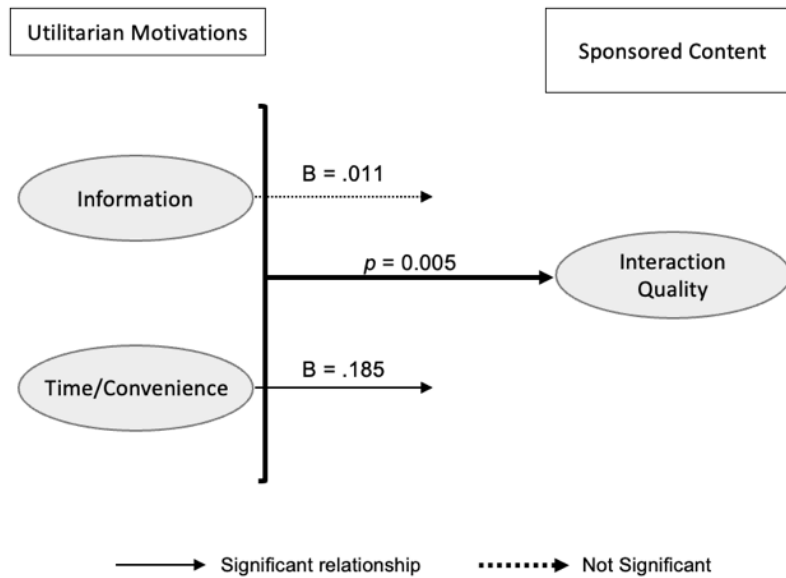 Utilitarian Motivations
Sponsored Content
B = .011
Information
p = 0.005
Interaction
Quality
B = .185
Time/Convenience
Significant relationship
Not Significant